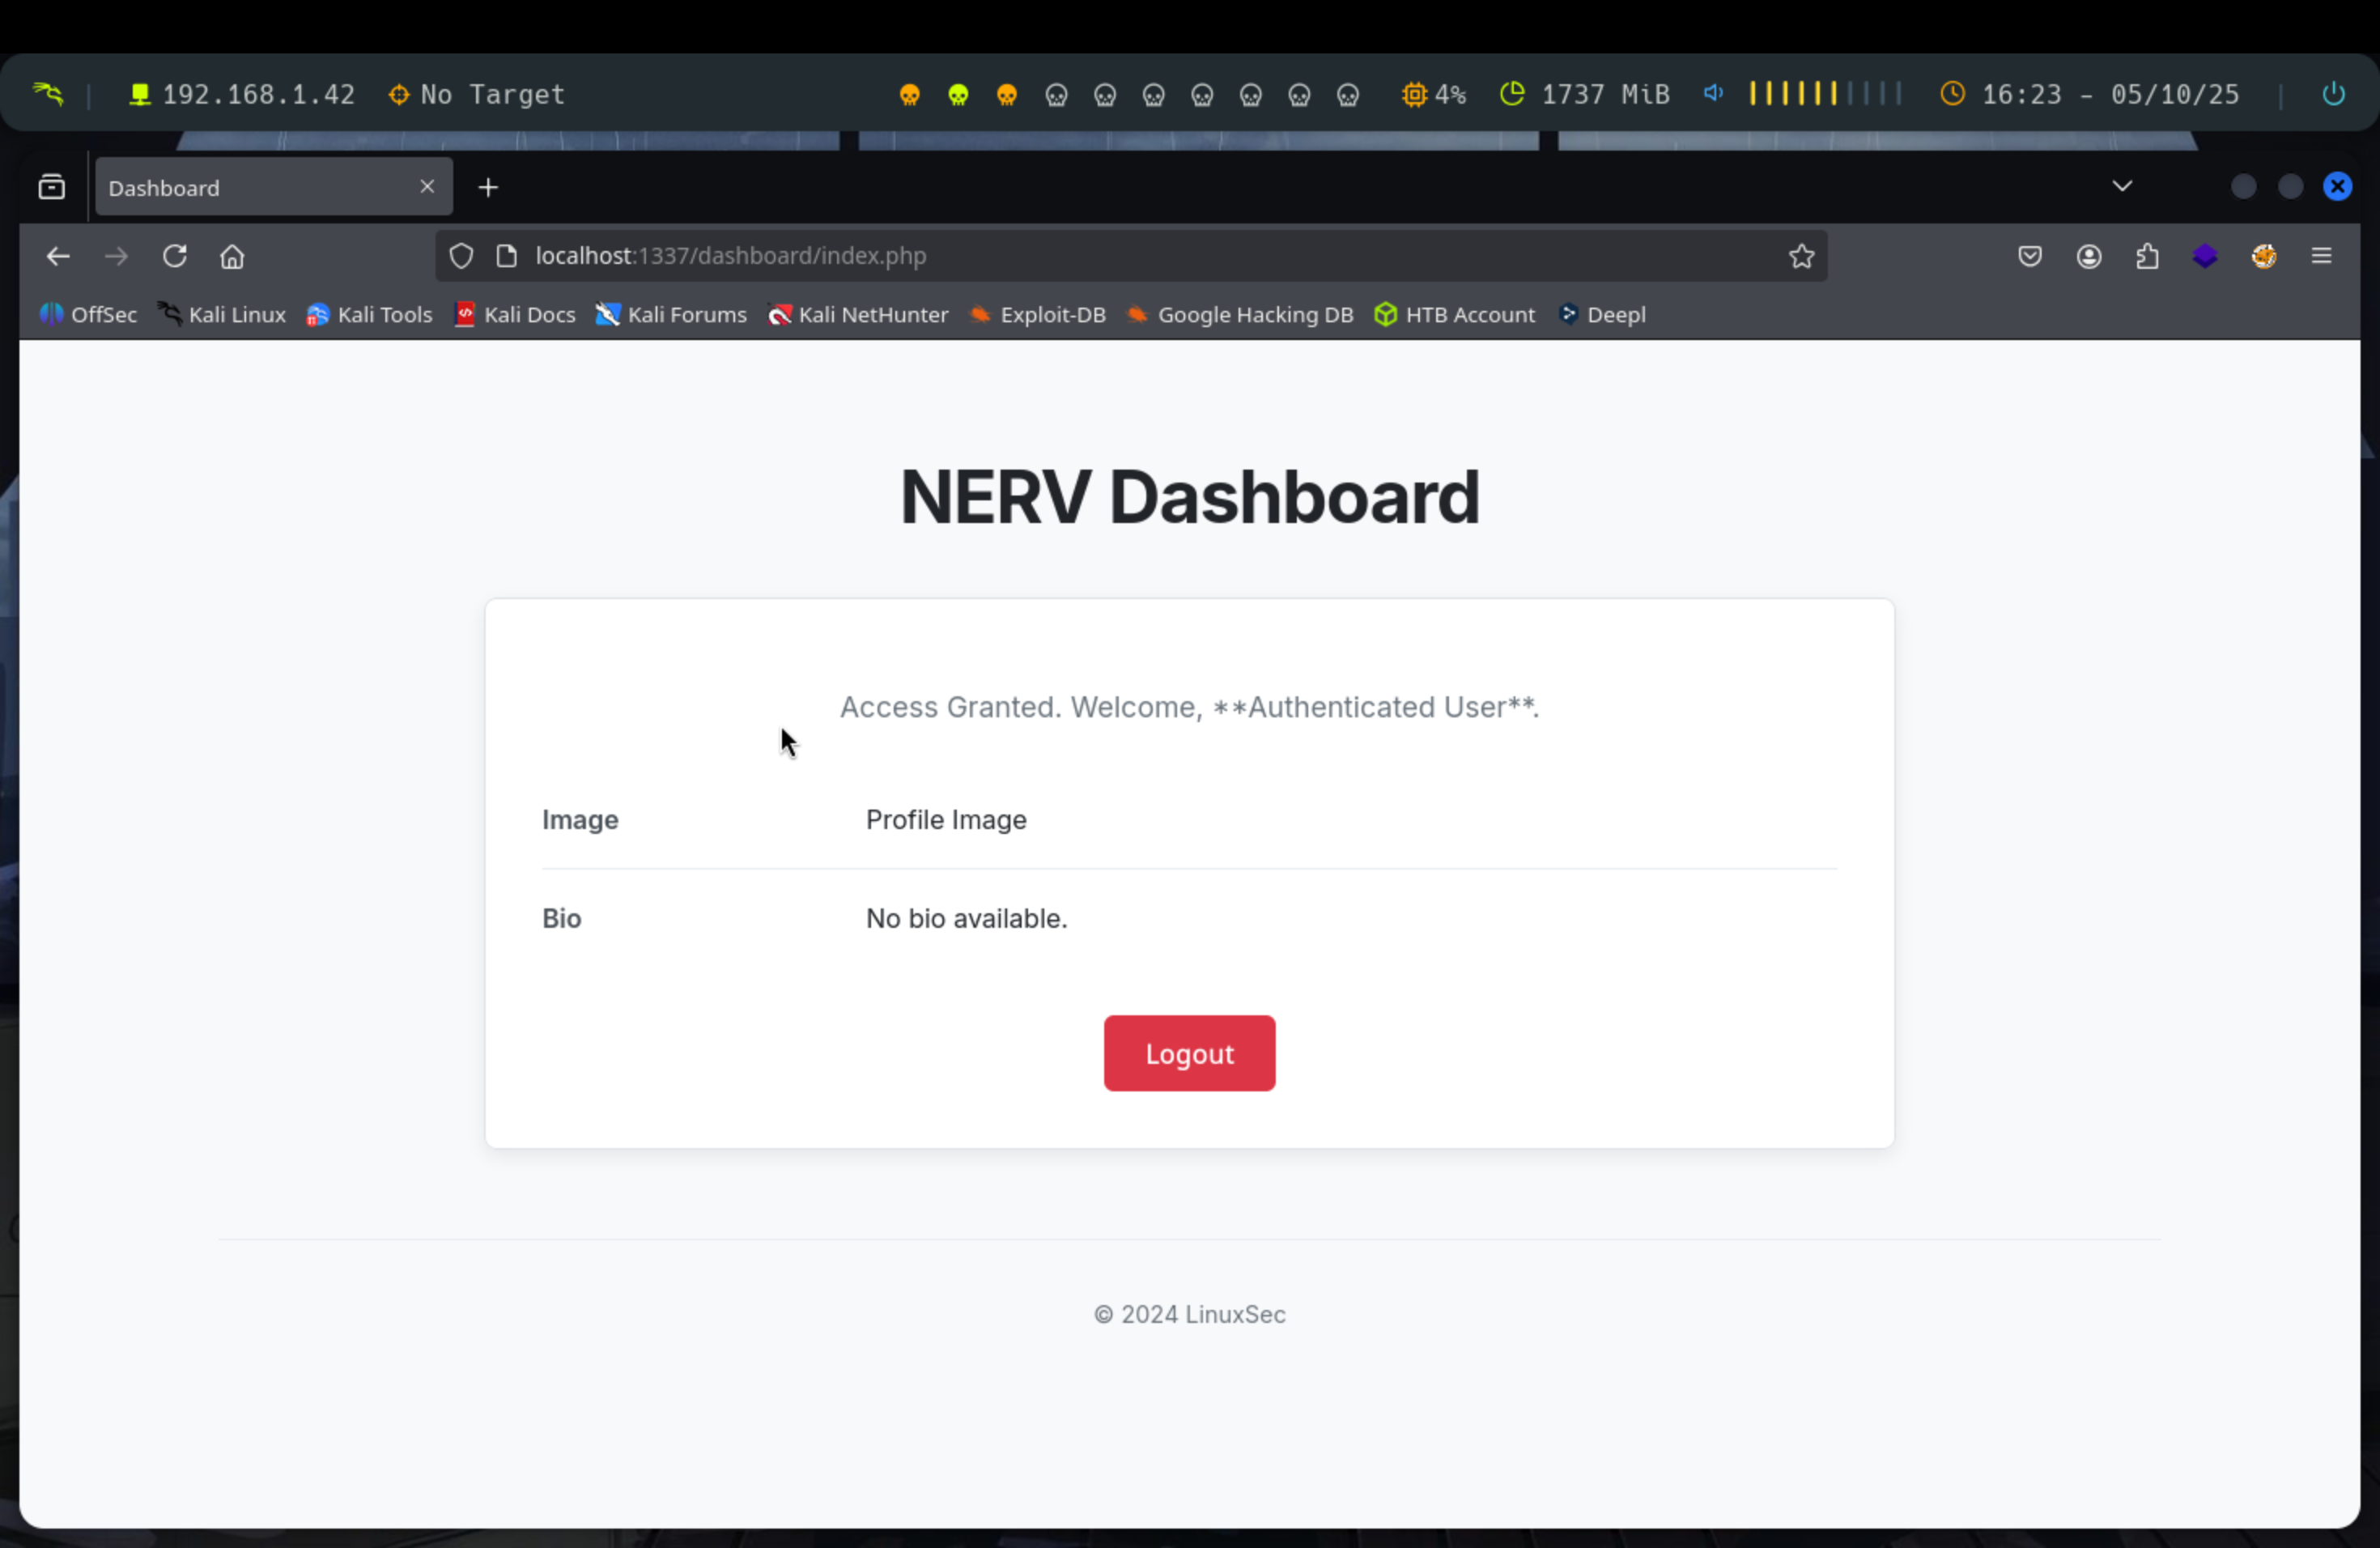 192.168.1.42 No Target 4% 1737 MiB 16:23 - 05/10/25
Dashboard
localhost:1337/dashboard/index.php
OffSec Kali Linux Kali Tools Kali Docs Kali Forums Kali NetHunter Exploit-DB Google Hacking DB HTB Account Deepl
NERV Dashboard
Access Granted. Welcome, **Authenticated User**.
Image Profile Image
Bio No bio available.
Logout
© 2024 LinuxSec